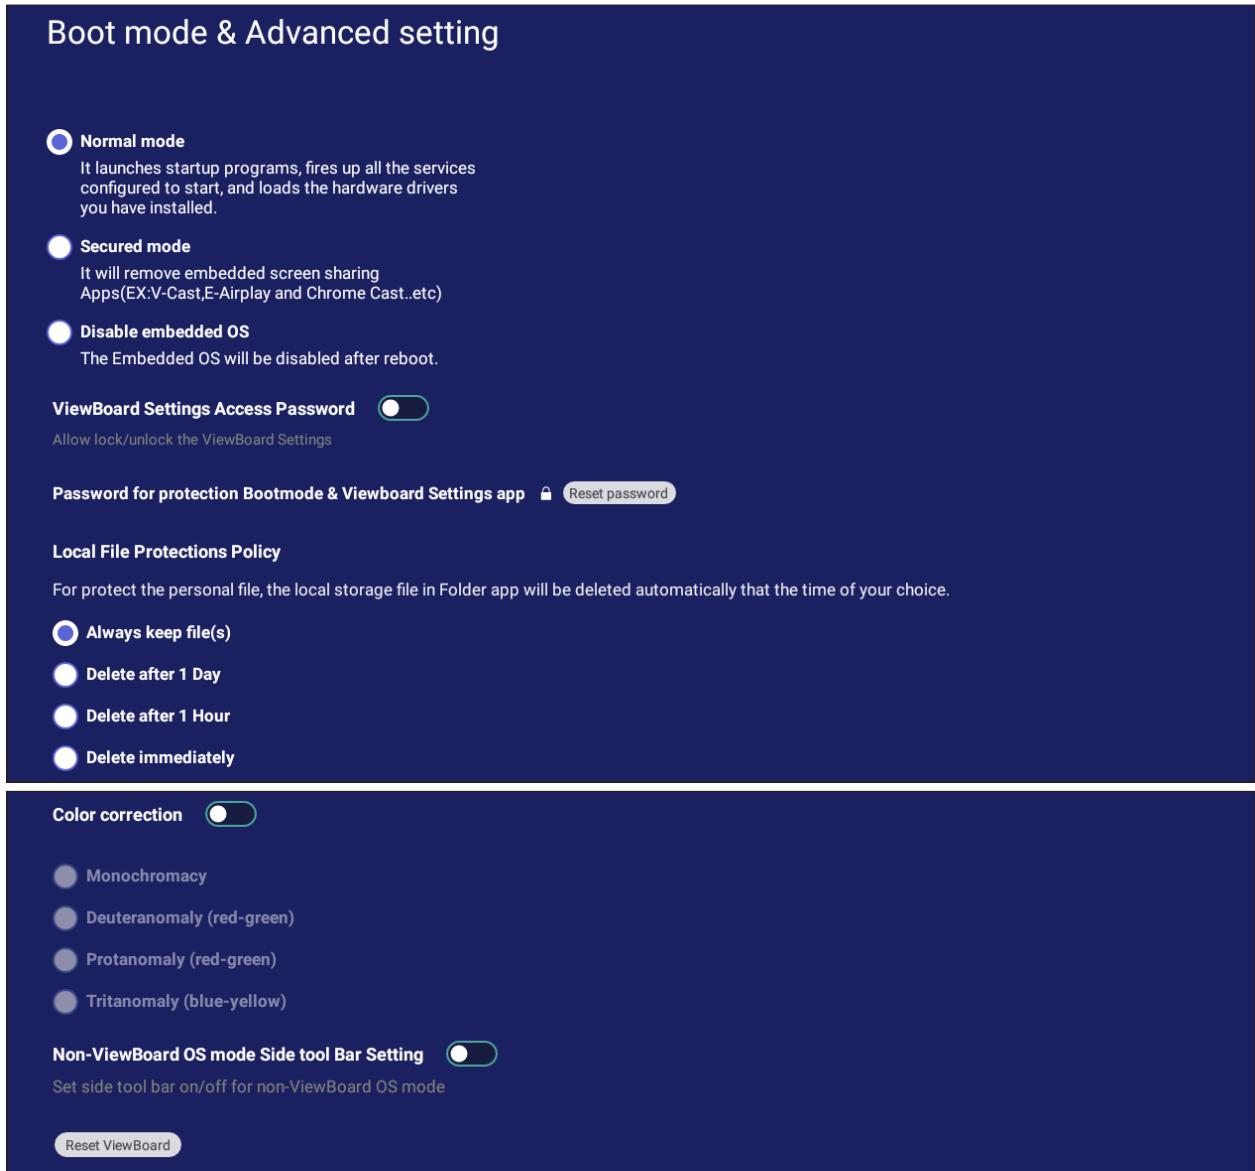 Boot mode & Advanced setting
Normal mode
It launches startup programs, fires up all the services
configured to start, and loads the hardware drivers
you have installed.
Secured mode
It will remove embedded screen sharing
Apps(EX:V-Cast,E-Airplay and Chrome Cast..etc)
Disable embedded OS
The Embedded OS will be disabled after reboot.
ViewBoard Settings Access Password
Allow lock/unlock the ViewBoard Settings
Password for protection Bootmode & Viewboard Settings app Reset password
Local File Protections Policy
For protect the personal file, the local storage file in Folder app will be deleted automatically that the time of your choice.
Always keep file(s)
Delete after 1 Day
Delete after 1 Hour
Delete immediately
Color correction
Monochromacy
Deuteranomaly (red-green)
Protanomaly (red-green)
Tritanomaly (blue-yellow)
Non-ViewBoard OS mode Side tool Bar Setting
Set side tool bar on/off for non-ViewBoard OS mode
Reset ViewBoard